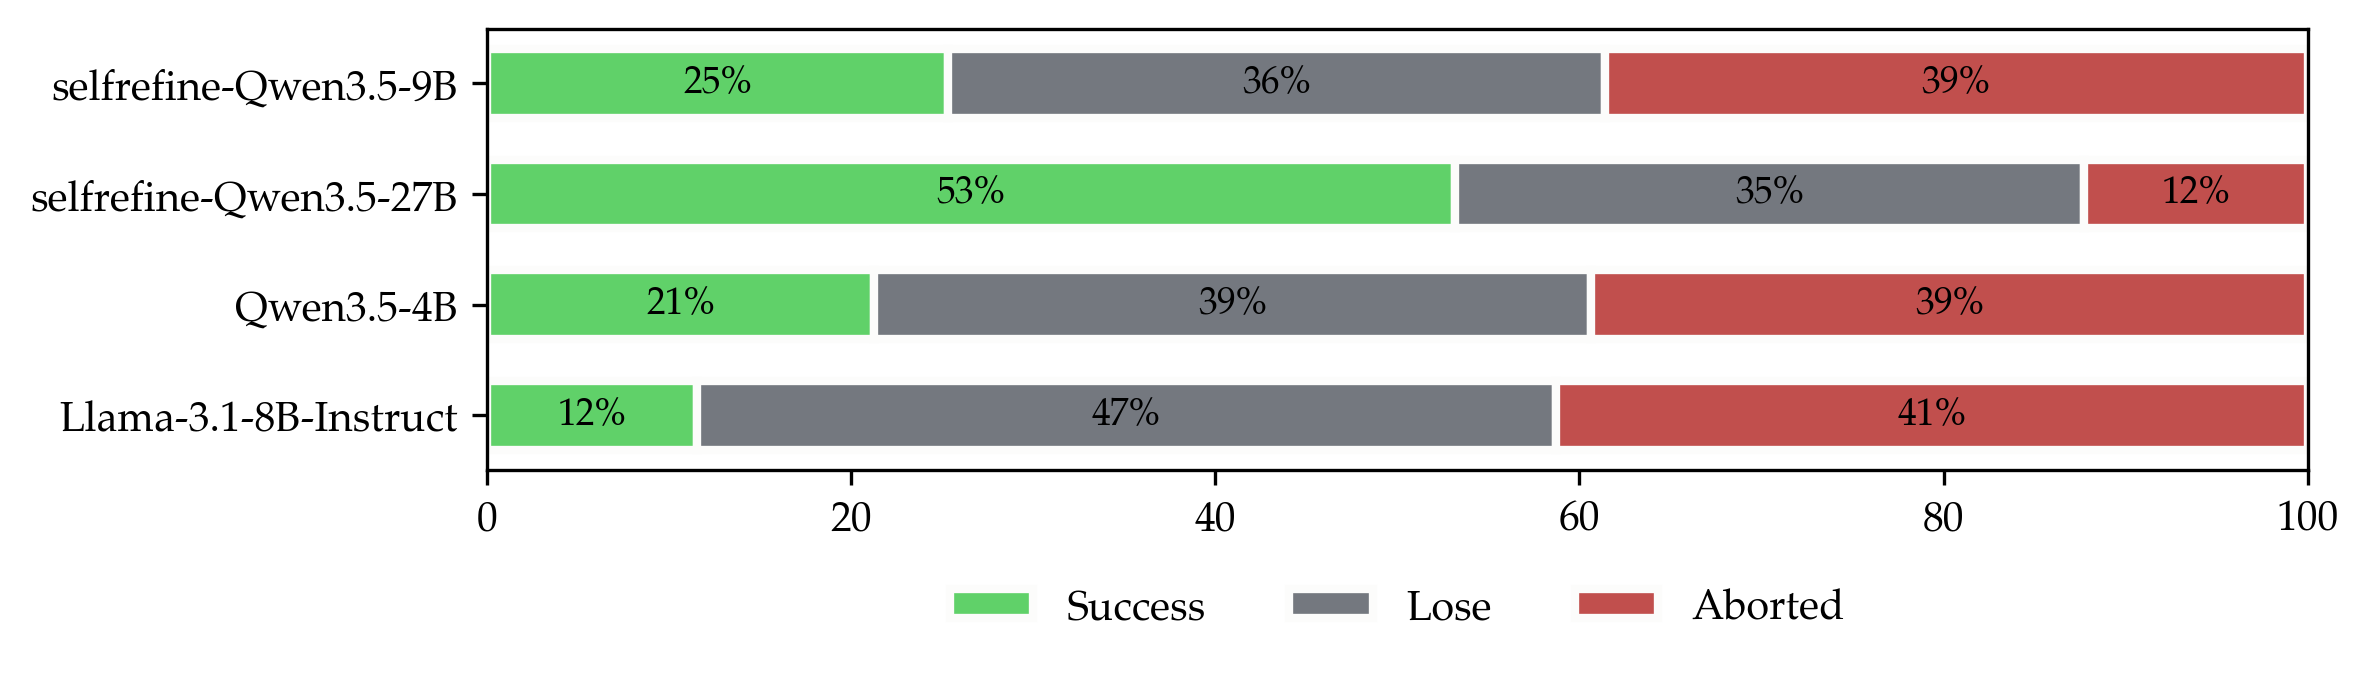 selfrefine-Qwen3.5-9B 25% 36% 39%
selfrefine-Qwen3.5-27B 53% 35% 12%
Qwen3.5-4B 21% 39% 39%
Llama-3.1-8B-Instruct 12% 47% 41%
0 20 40 60 80 100
Success Lose Aborted